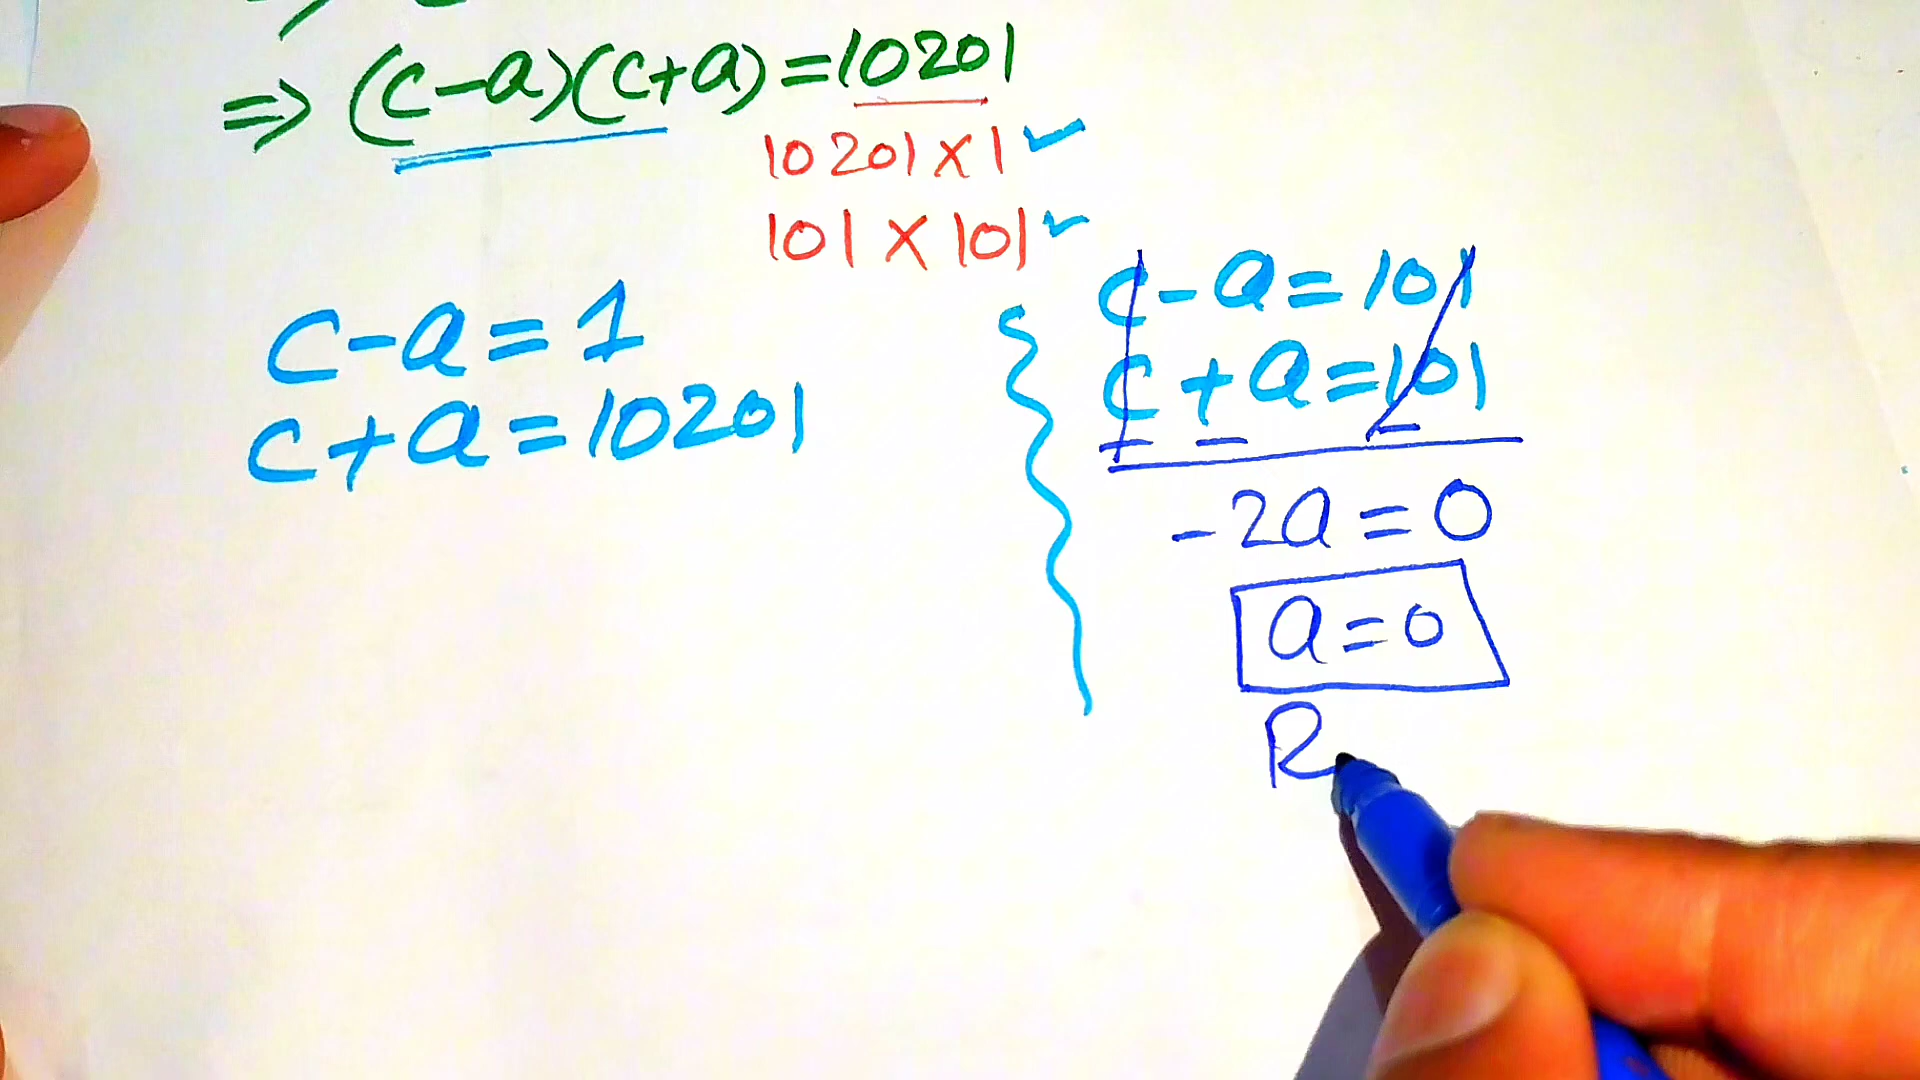 => (c-a)(c+a)=10201
10201 x 1 ✓
101 x 101 ✓
c-a=1
c+a=10201
c-a=101
c+a=101
- - -
-2a=0
a=0
R